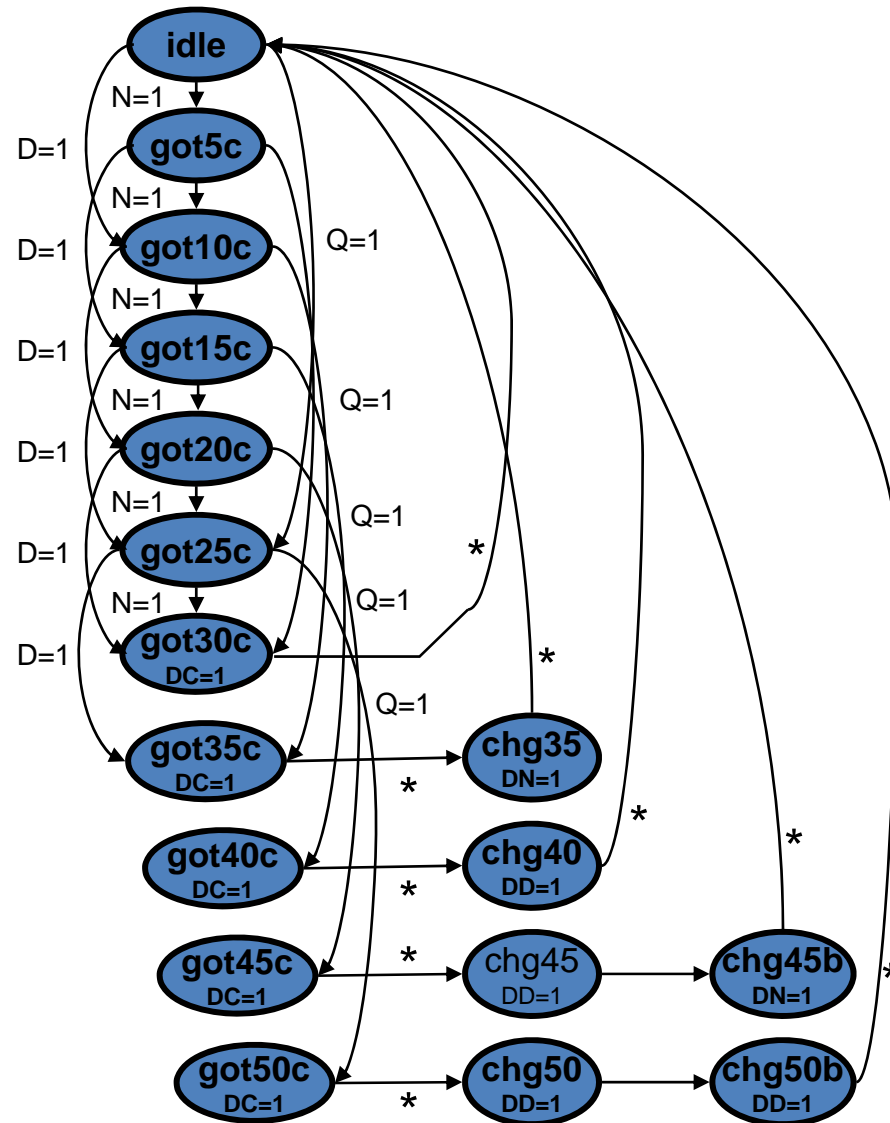 idle
N=1
D=1
got5c
N=1
D=1
got10c
Q=1
N=1
D=1
got15c
N=1
Q=1
D=1
got20c
N=1
Q=1
*
D=1
got25c
N=1
Q=1
D=1
got30c
DC=1
*
Q=1
got35c
DC=1
*
chg35
DN=1
got40c
DC=1
*
chg40
DD=1
*
*
got45c
DC=1
*
chg45
DD=1
chg45b
DN=1
*
got50c
DC=1
*
chg50
DD=1
chg50b
DD=1